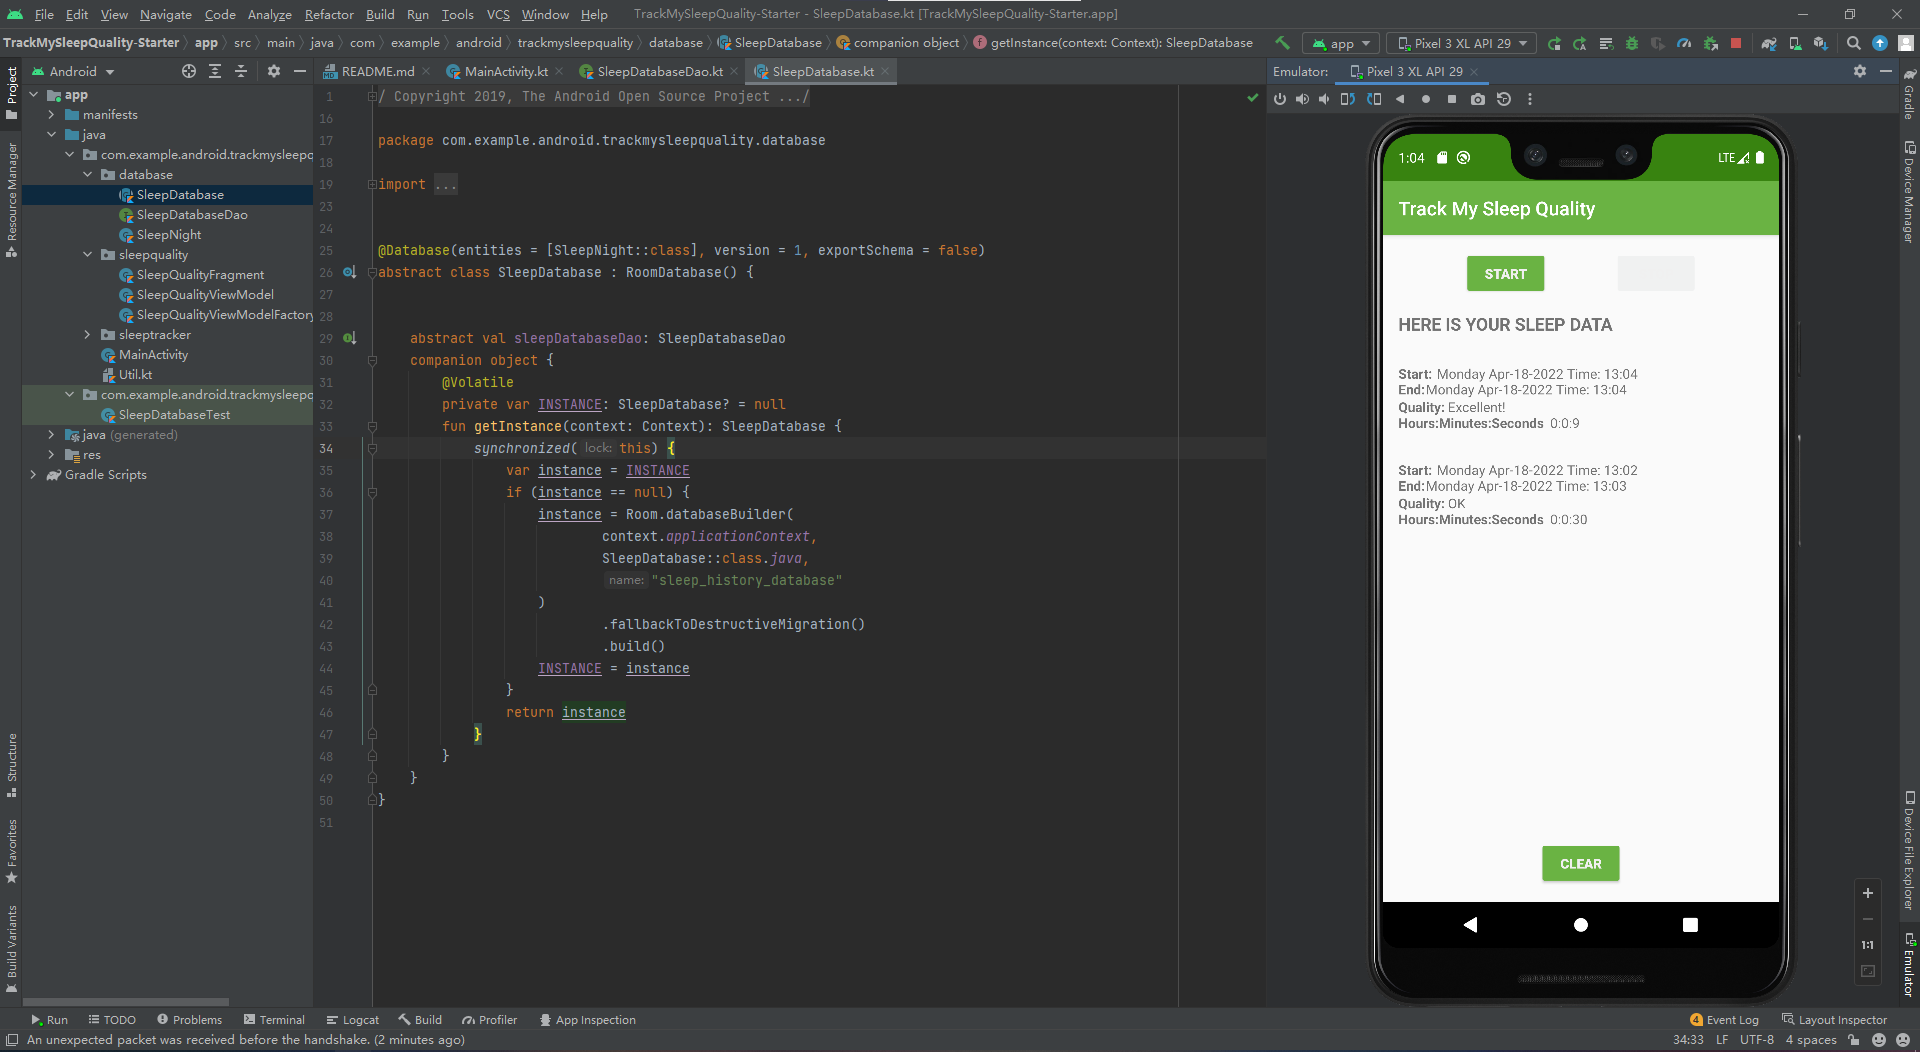 File Edit View Navigate Code Analyze Refactor Build Run Tools VCS Window Help TrackMySleepQuality-Starter - SleepDatabase.kt [TrackMySleepQuality-Starter.app]
TrackMySleepQuality-Starter app src main java com example android trackmysleepquality database SleepDatabase companion object getInstance(context: Context): SleepDatabase app Pixel 3 XL API 29
Project
Resource Manager
Structure
Favorites
Build Variants
Android
app
manifests
java
com.example.android.trackmysleepq
database
SleepDatabase
SleepDatabaseDao
SleepNight
sleepquality
SleepQualityFragment
SleepQualityViewModel
SleepQualityViewModelFactory
sleeptracker
MainActivity
Util.kt
com.example.android.trackmysleepq
SleepDatabaseTest
java (generated)
res
Gradle Scripts
README.md MainActivity.kt SleepDatabaseDao.kt SleepDatabase.kt
1 / Copyright 2019, The Android Open Source Project .../
16
17 package com.example.android.trackmysleepquality.database
18
19 import ...
23
24
25 @Database(entities = [SleepNight::class], version = 1, exportSchema = false)
26 abstract class SleepDatabase : RoomDatabase() {
27
28
29 abstract val sleepDatabaseDao: SleepDatabaseDao
30 companion object {
31 @Volatile
32 private var INSTANCE: SleepDatabase? = null
33 fun getInstance(context: Context): SleepDatabase {
34 synchronized( lock: this) {
35 var instance = INSTANCE
36 if (instance == null) {
37 instance = Room.databaseBuilder(
38 context.applicationContext,
39 SleepDatabase::class.java,
40 name: "sleep_history_database"
41 )
42 .fallbackToDestructiveMigration()
43 .build()
44 INSTANCE = instance
45 }
46 return instance
47 }
48 }
49 }
50 }
51
Emulator: Pixel 3 XL API 29
1:04 LTE
Track My Sleep Quality
START
HERE IS YOUR SLEEP DATA
Start: Monday Apr-18-2022 Time: 13:04
End:Monday Apr-18-2022 Time: 13:04
Quality: Excellent!
Hours:Minutes:Seconds 0:0:9
Start: Monday Apr-18-2022 Time: 13:02
End:Monday Apr-18-2022 Time: 13:03
Quality: OK
Hours:Minutes:Seconds 0:0:30
CLEAR
1:1
Gradle
Device Manager
Device File Explorer
Emulator
Run TODO Problems Terminal Logcat Build Profiler App Inspection 4 Event Log Layout Inspector
An unexpected packet was received before the handshake. (2 minutes ago) 34:33 LF UTF-8 4 spaces